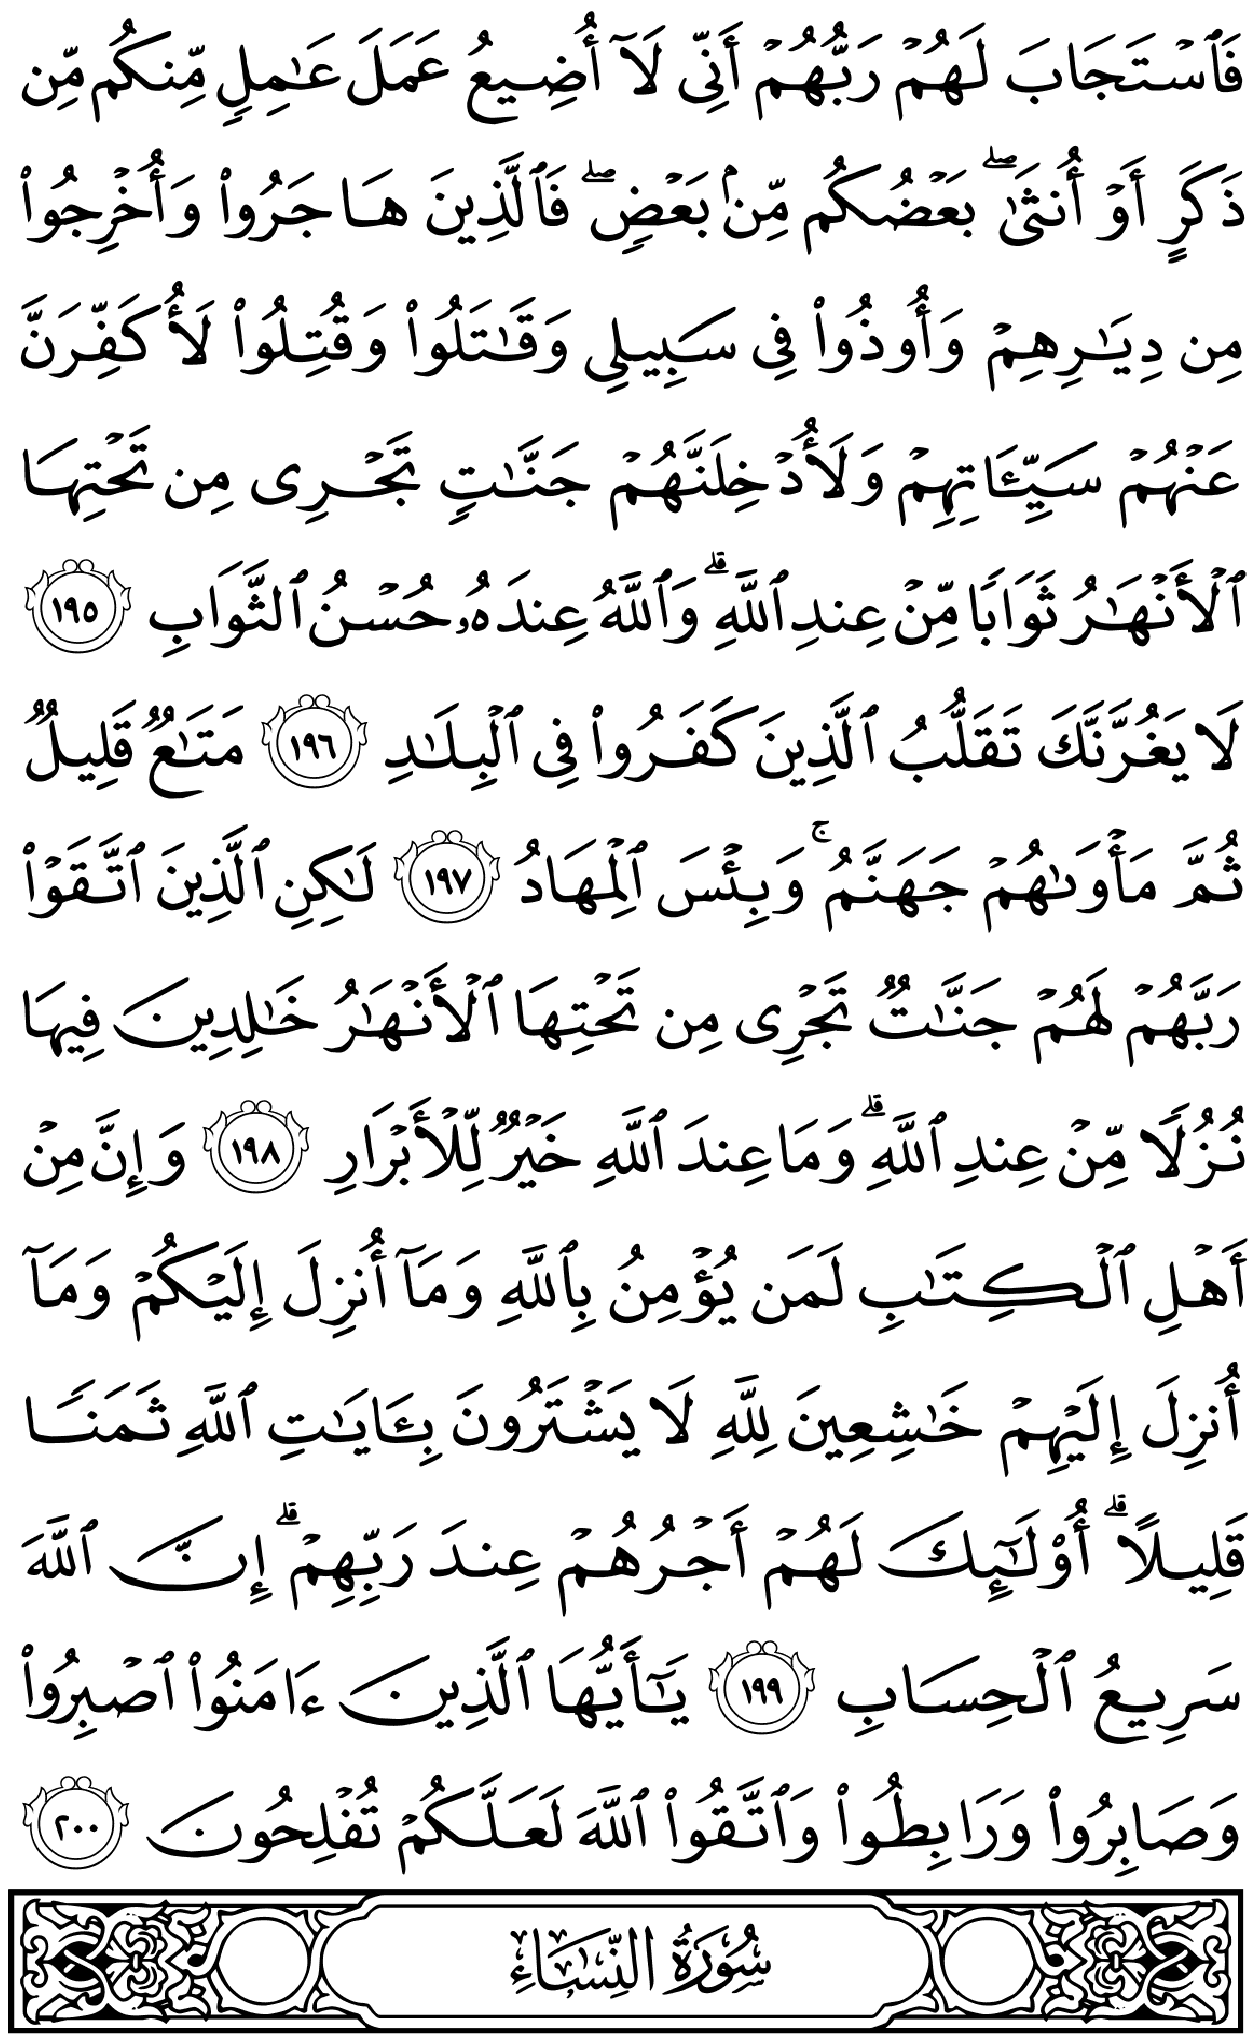 فَٱسْتَجَابَ لَهُمْ رَبُّهُمْ أَنِّى لَآ أُضِيعُ عَمَلَ عَـٰمِلٍ مِّنكُم مِّن
ذَكَرٍ أَوْ أُنثَىٰ ۖ بَعْضُكُم مِّنۢ بَعْضٍ ۖ فَٱلَّذِينَ هَاجَرُوا۟ وَأُخْرِجُوا۟
مِن دِيَـٰرِهِمْ وَأُوذُوا۟ فِى سَبِيلِى وَقَـٰتَلُوا۟ وَقُتِلُوا۟ لَأُكَفِّرَنَّ
عَنْهُمْ سَيِّـَٔاتِهِمْ وَلَأُدْخِلَنَّهُمْ جَنَّـٰتٍ تَجْرِى مِن تَحْتِهَا
ٱلْأَنْهَـٰرُ ثَوَابًا مِّنْ عِندِ ٱللَّهِ ۗ وَٱللَّهُ عِندَهُۥ حُسْنُ ٱلثَّوَابِ ١٩٥
لَا يَغُرَّنَّكَ تَقَلُّبُ ٱلَّذِينَ كَفَرُوا۟ فِى ٱلْبِلَـٰدِ ١٩٦ مَتَـٰعٌ قَلِيلٌ
ثُمَّ مَأْوَىٰهُمْ جَهَنَّمُ ۚ وَبِئْسَ ٱلْمِهَادُ ١٩٧ لَـٰكِنِ ٱلَّذِينَ ٱتَّقَوْا۟
رَبَّهُمْ لَهُمْ جَنَّـٰتٌ تَجْرِى مِن تَحْتِهَا ٱلْأَنْهَـٰرُ خَـٰلِدِينَ فِيهَا
نُزُلًا مِّنْ عِندِ ٱللَّهِ ۗ وَمَا عِندَ ٱللَّهِ خَيْرٌ لِّلْأَبْرَارِ ١٩٨ وَإِنَّ مِنْ
أَهْلِ ٱلْكِتَـٰبِ لَمَن يُؤْمِنُ بِٱللَّهِ وَمَآ أُنزِلَ إِلَيْكُمْ وَمَآ
أُنزِلَ إِلَيْهِمْ خَـٰشِعِينَ لِلَّهِ لَا يَشْتَرُونَ بِـَٔايَـٰتِ ٱللَّهِ ثَمَنًا
قَلِيلًا ۗ أُو۟لَـٰٓئِكَ لَهُمْ أَجْرُهُمْ عِندَ رَبِّهِمْ ۗ إِنَّ ٱللَّهَ
سَرِيعُ ٱلْحِسَابِ ١٩٩ يَـٰٓأَيُّهَا ٱلَّذِينَ ءَامَنُوا۟ ٱصْبِرُوا۟
وَصَابِرُوا۟ وَرَابِطُوا۟ وَٱتَّقُوا۟ ٱللَّهَ لَعَلَّكُمْ تُفْلِحُونَ ٢٠٠
سُورَةُ النِّسَاءِ